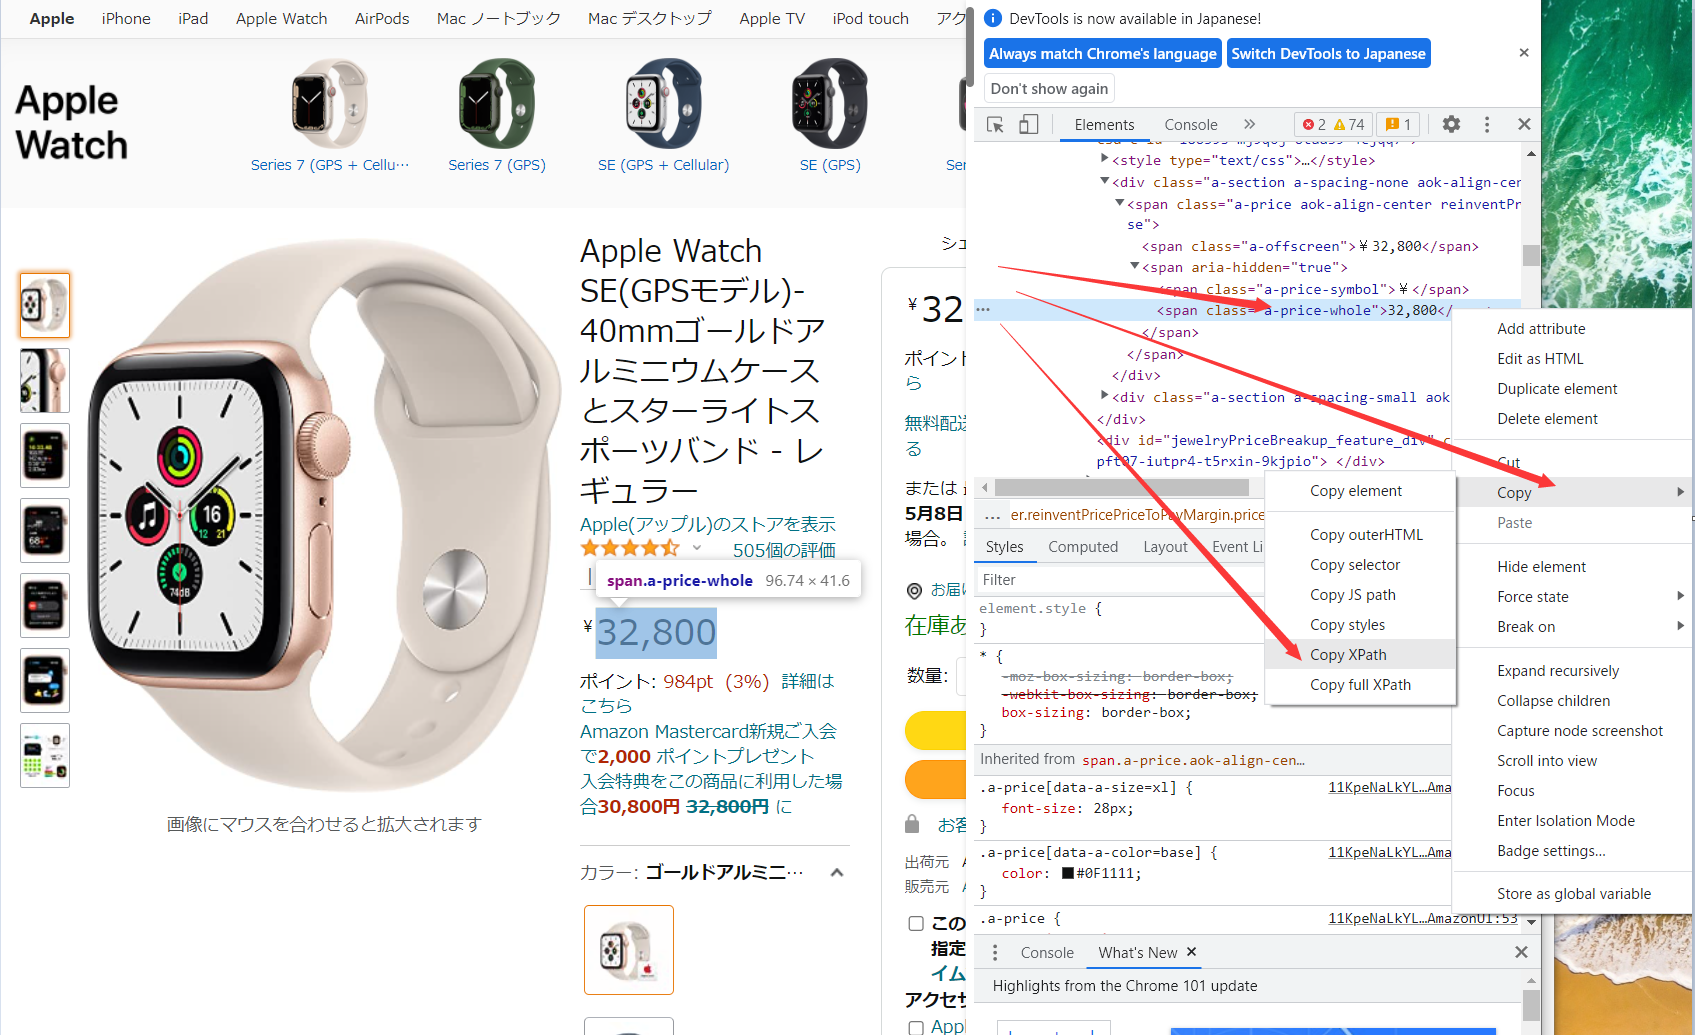 Apple iPhone iPad Apple Watch AirPods Mac ノートブック Mac デスクトップ Apple TV iPod touch アク
Apple
Watch
Series 7 (GPS + Cellu…
Series 7 (GPS)
SE (GPS + Cellular)
SE (GPS)
Ser
Apple Watch
SE(GPSモデル)-
40mmゴールドア
ルミニウムケース
とスターライトス
ポーツバンド - レ
ギュラー
Apple(アップル)のストアを表示
505個の評価
span.a-price-whole 96.74 × 41.6
¥32,800
ポイント: 984pt (3%) 詳細は
こちら
Amazon Mastercard新規ご入会
で2,000 ポイントプレゼント
入会特典をこの商品に利用した場
合30,800円 32,800円 に
画像にマウスを合わせると拡大されます
カラー: ゴールドアルミニ…
シェ
¥32
ポイント
ら
無料配送
る
または
5月8日
場合。
お届け
在庫あ
数量:
お客
出荷元
販売元
この
指定
イム
アクセサ
Appl
DevTools is now available in Japanese!
Always match Chrome's language
Switch DevTools to Japanese
×
Don't show again
Elements Console » 2 74 1
<style type="text/css">…</style>
<div class="a-section a-spacing-none aok-align-cen
<span class="a-price aok-align-center reinventPr
se">
<span class="a-offscreen">¥32,800</span>
<span aria-hidden="true">
<span class="a-price-symbol">¥</span>
… <span class="a-price-whole">32,800</
</span>
</span>
</div>
<div class="a-section a-spacing-small aok
</div>
<div id="jewelryPriceBreakup_feature_div" c
pft07-iutpr4-t5rxin-9kjpio"> </div>
… er.reinventPricePriceToPayMargin.price
Styles Computed Layout Event Li
Filter
element.style {
}
* {
-moz-box-sizing: border-box;
-webkit-box-sizing: border-box;
box-sizing: border-box;
}
Inherited from span.a-price.aok-align-cen…
.a-price[data-a-size=xl] { 11KpeNaLkYL…Ama
font-size: 28px;
}
.a-price[data-a-color=base] { 11KpeNaLkYL…Ama
color: #0F1111;
}
.a-price { 11KpeNaLkYL…AmazonUI:53
Console What's New ×
Highlights from the Chrome 101 update
Add attribute
Edit as HTML
Duplicate element
Delete element
Cut
Copy
Paste
Hide element
Force state
Break on
Expand recursively
Collapse children
Capture node screenshot
Scroll into view
Focus
Enter Isolation Mode
Badge settings...
Store as global variable
Copy element
Copy outerHTML
Copy selector
Copy JS path
Copy styles
Copy XPath
Copy full XPath